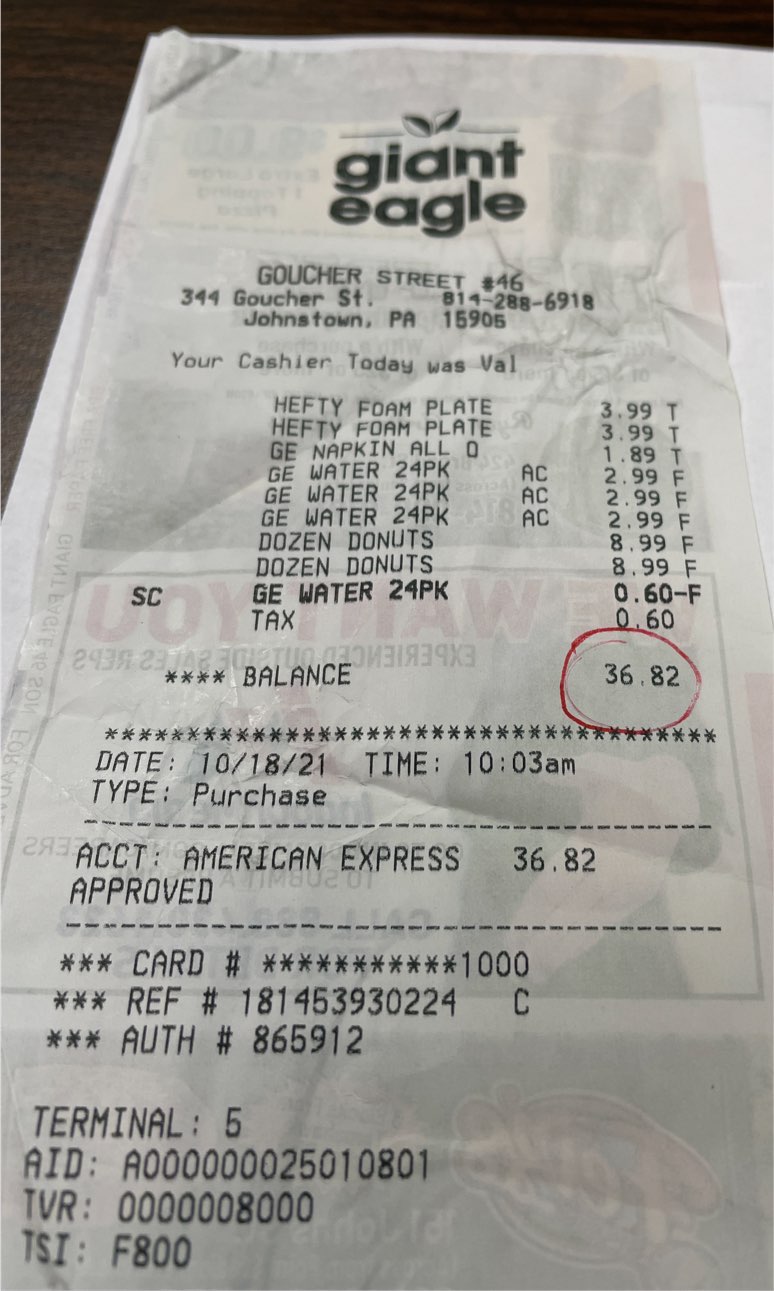 giant
eagle
GOUCHER STREET #46
344 Goucher St. 814-288-6918
Johnstown, PA 15905
Your Cashier Today was Val
HEFTY FOAM PLATE 3.99 T
HEFTY FOAM PLATE 3.99 T
GE NAPKIN ALL O 1.89 T
GE WATER 24PK AC 2.99 F
GE WATER 24PK AC 2.99 F
GE WATER 24PK AC 2.99 F
DOZEN DONUTS 8.99 F
DOZEN DONUTS 8.99 F
SC GE WATER 24PK 0.60-F
TAX 0.60
**** BALANCE 36.82
****************************************
DATE: 10/18/21 TIME: 10:03am
TYPE: Purchase
----------------------------------------
ACCT: AMERICAN EXPRESS 36.82
APPROVED
----------------------------------------
*** CARD # ***********1000
*** REF # 181453930224 C
*** AUTH # 865912
TERMINAL: 5
AID: A000000025010801
TVR: 0000008000
TSI: F800